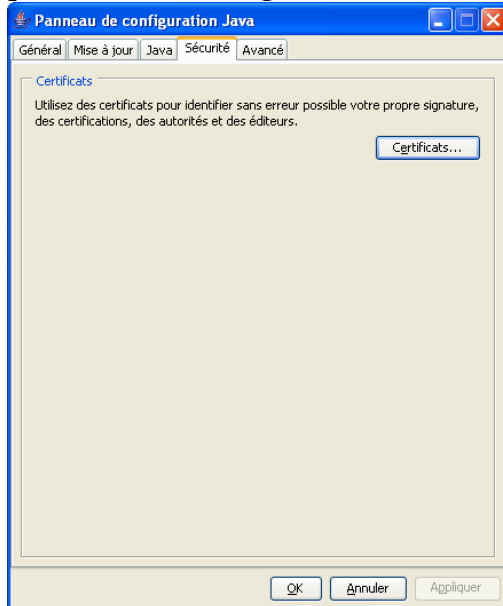 Panneau de configuration Java
Général Mise à jour Java Sécurité Avancé
Certificats
Utilisez des certificats pour identifier sans erreur possible votre propre signature,
des certifications, des autorités et des éditeurs.
Certificats...
OK Annuler Appliquer